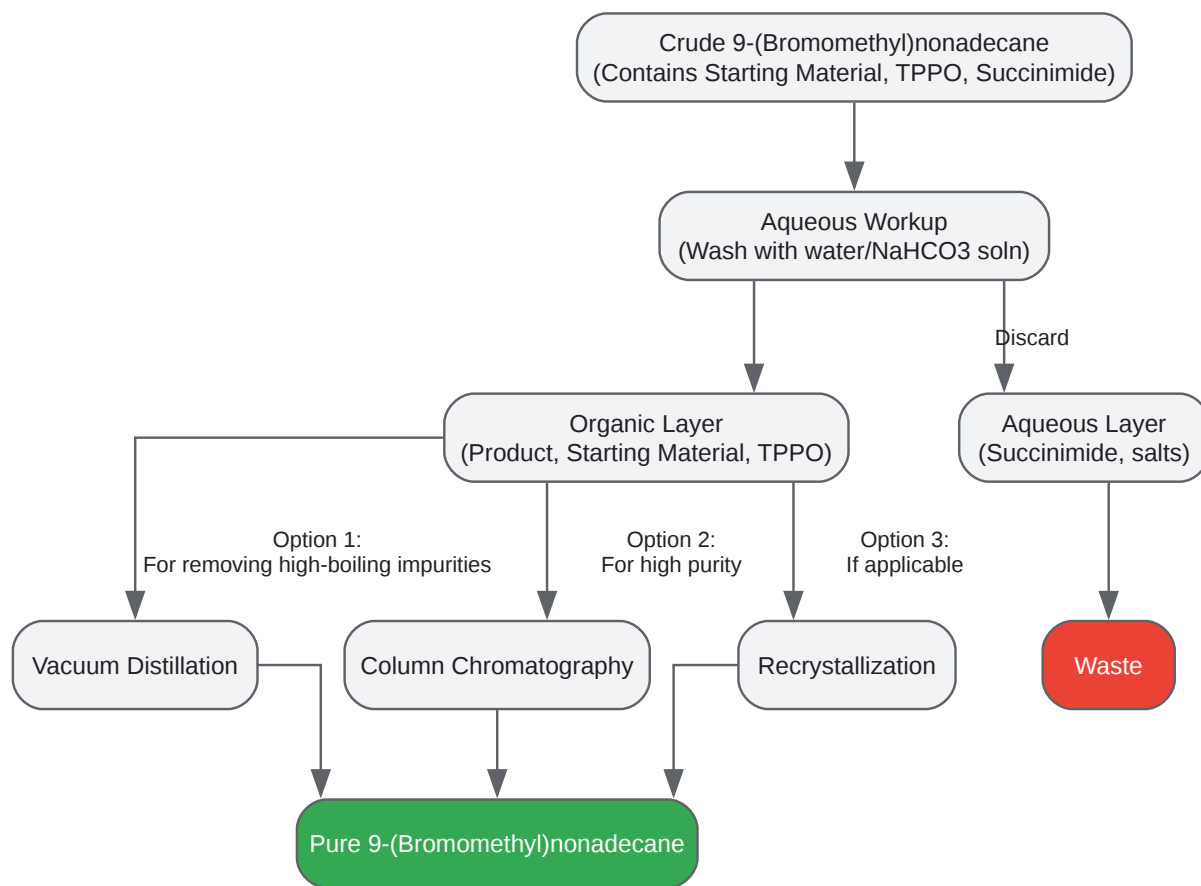 Crude 9-(Bromomethyl)nonadecane
(Contains Starting Material, TPPO, Succinimide)
Aqueous Workup
(Wash with water/NaHCO3 soln)
Discard
Organic Layer
(Product, Starting Material, TPPO)
Aqueous Layer
(Succinimide, salts)
Option 1:
For removing high-boiling impurities
Option 2:
For high purity
Option 3:
If applicable
Vacuum Distillation
Column Chromatography
Recrystallization
Waste
Pure 9-(Bromomethyl)nonadecane